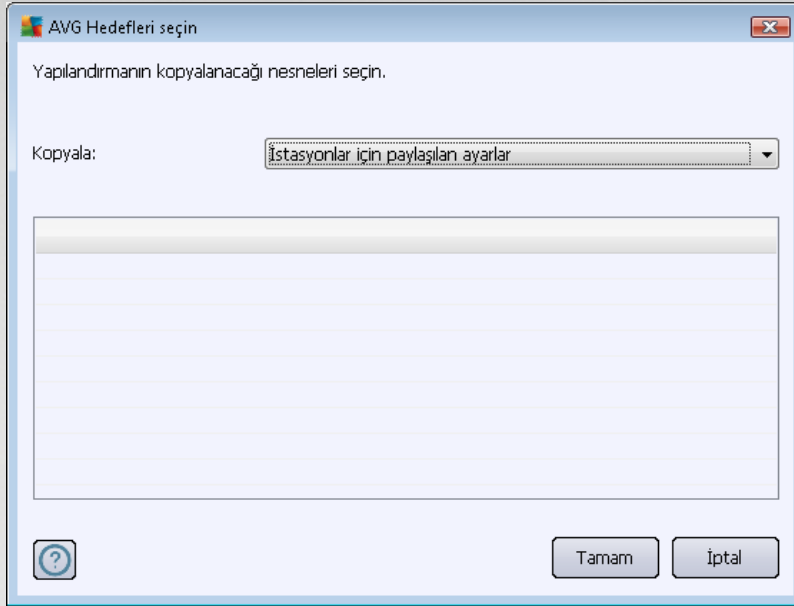 AVG Hedefleri seçin
Yapılandırmanın kopyalanacağı nesneleri seçin.
Kopyala: İstasyonlar için paylaşılan ayarlar
?
Tamam İptal